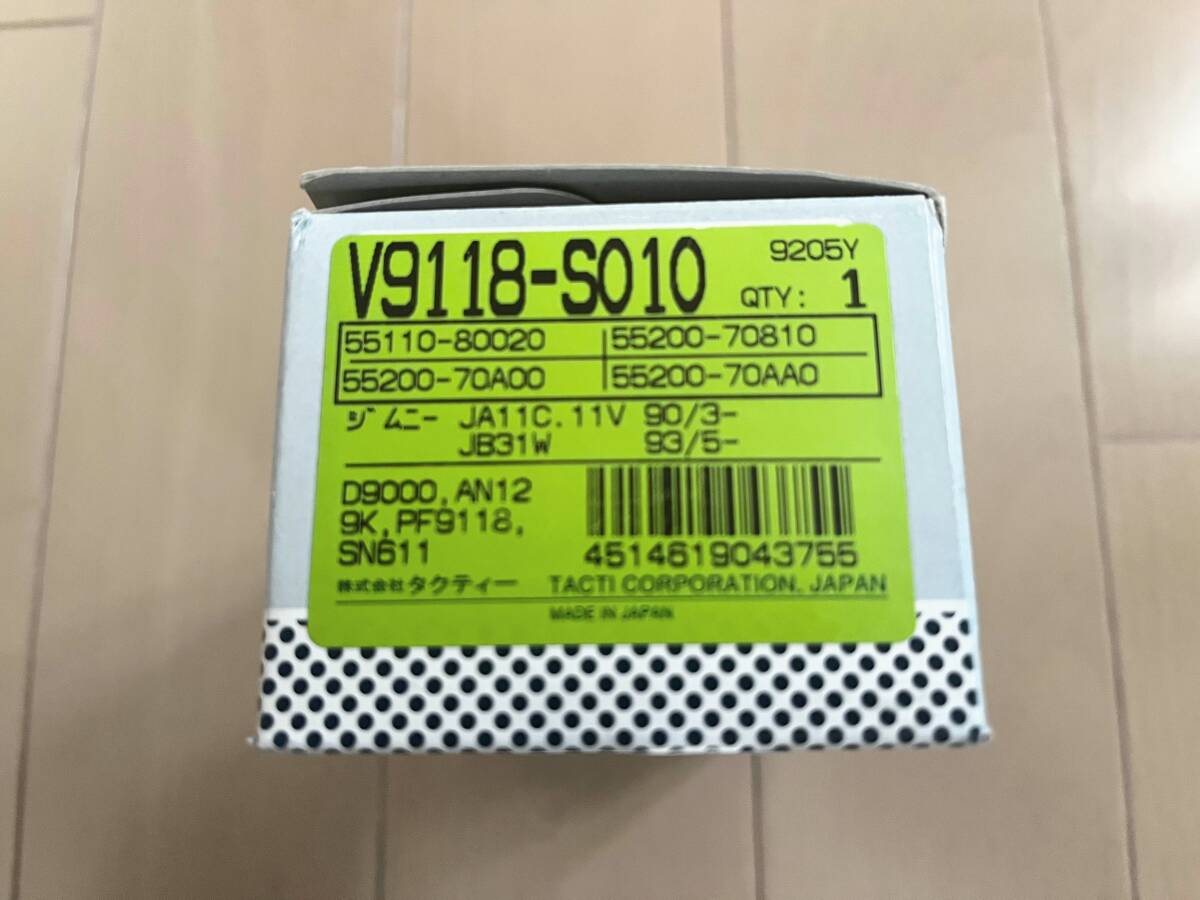 V9118-S010
9205Y
QTY: 1
55110-80020 55200-70810
55200-70A00 55200-70AA0
ジムニー JA11C.11V 90/3-
JB31W 93/5-
D9000,AN12
9K,PF9118,
SN611
4514619043755
株式会社タクティー TACTI CORPORATION, JAPAN
MADE IN JAPAN